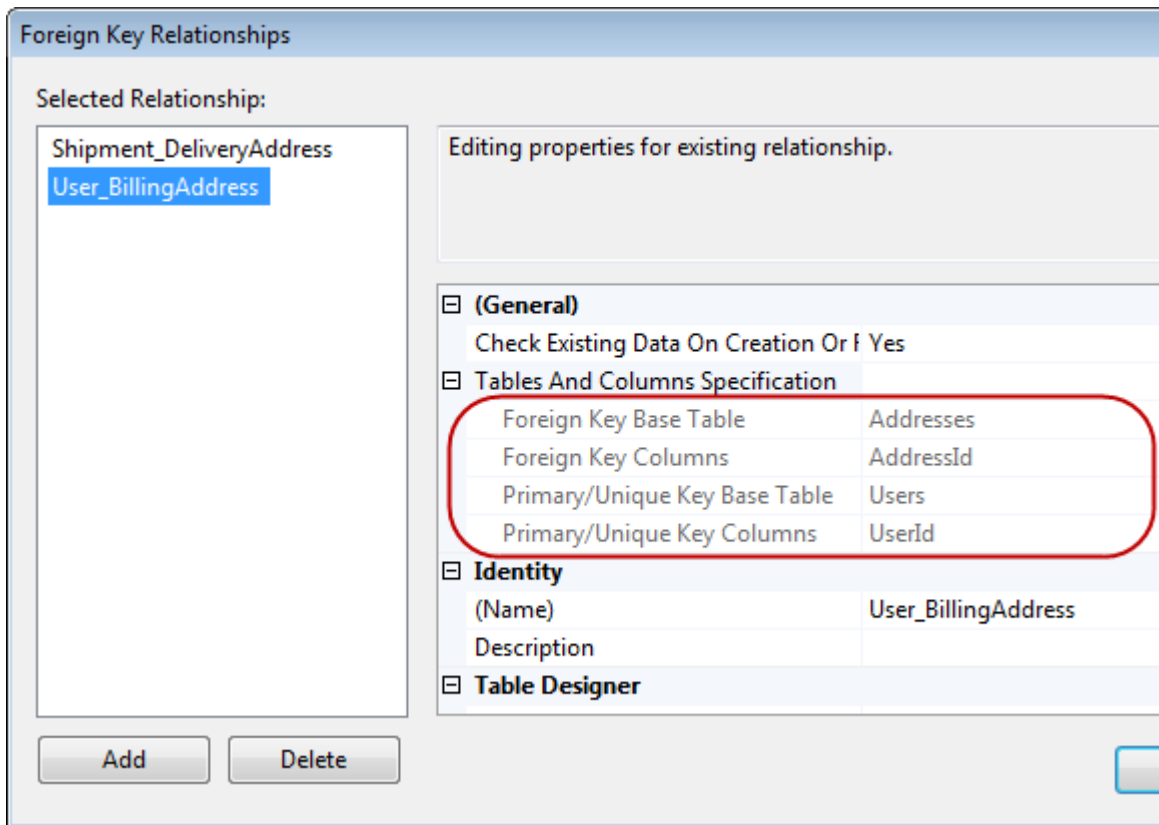 Foreign Key Relationships
Selected Relationship:
Shipment_DeliveryAddress
User_BillingAddress
Editing properties for existing relationship.
(General)
Check Existing Data On Creation Or Yes
Tables And Columns Specification
Foreign Key Base Table Addresses
Foreign Key Columns AddressId
Primary/Unique Key Base Table Users
Primary/Unique Key Columns UserId
Identity
(Name) User_BillingAddress
Description
Table Designer
Add Delete